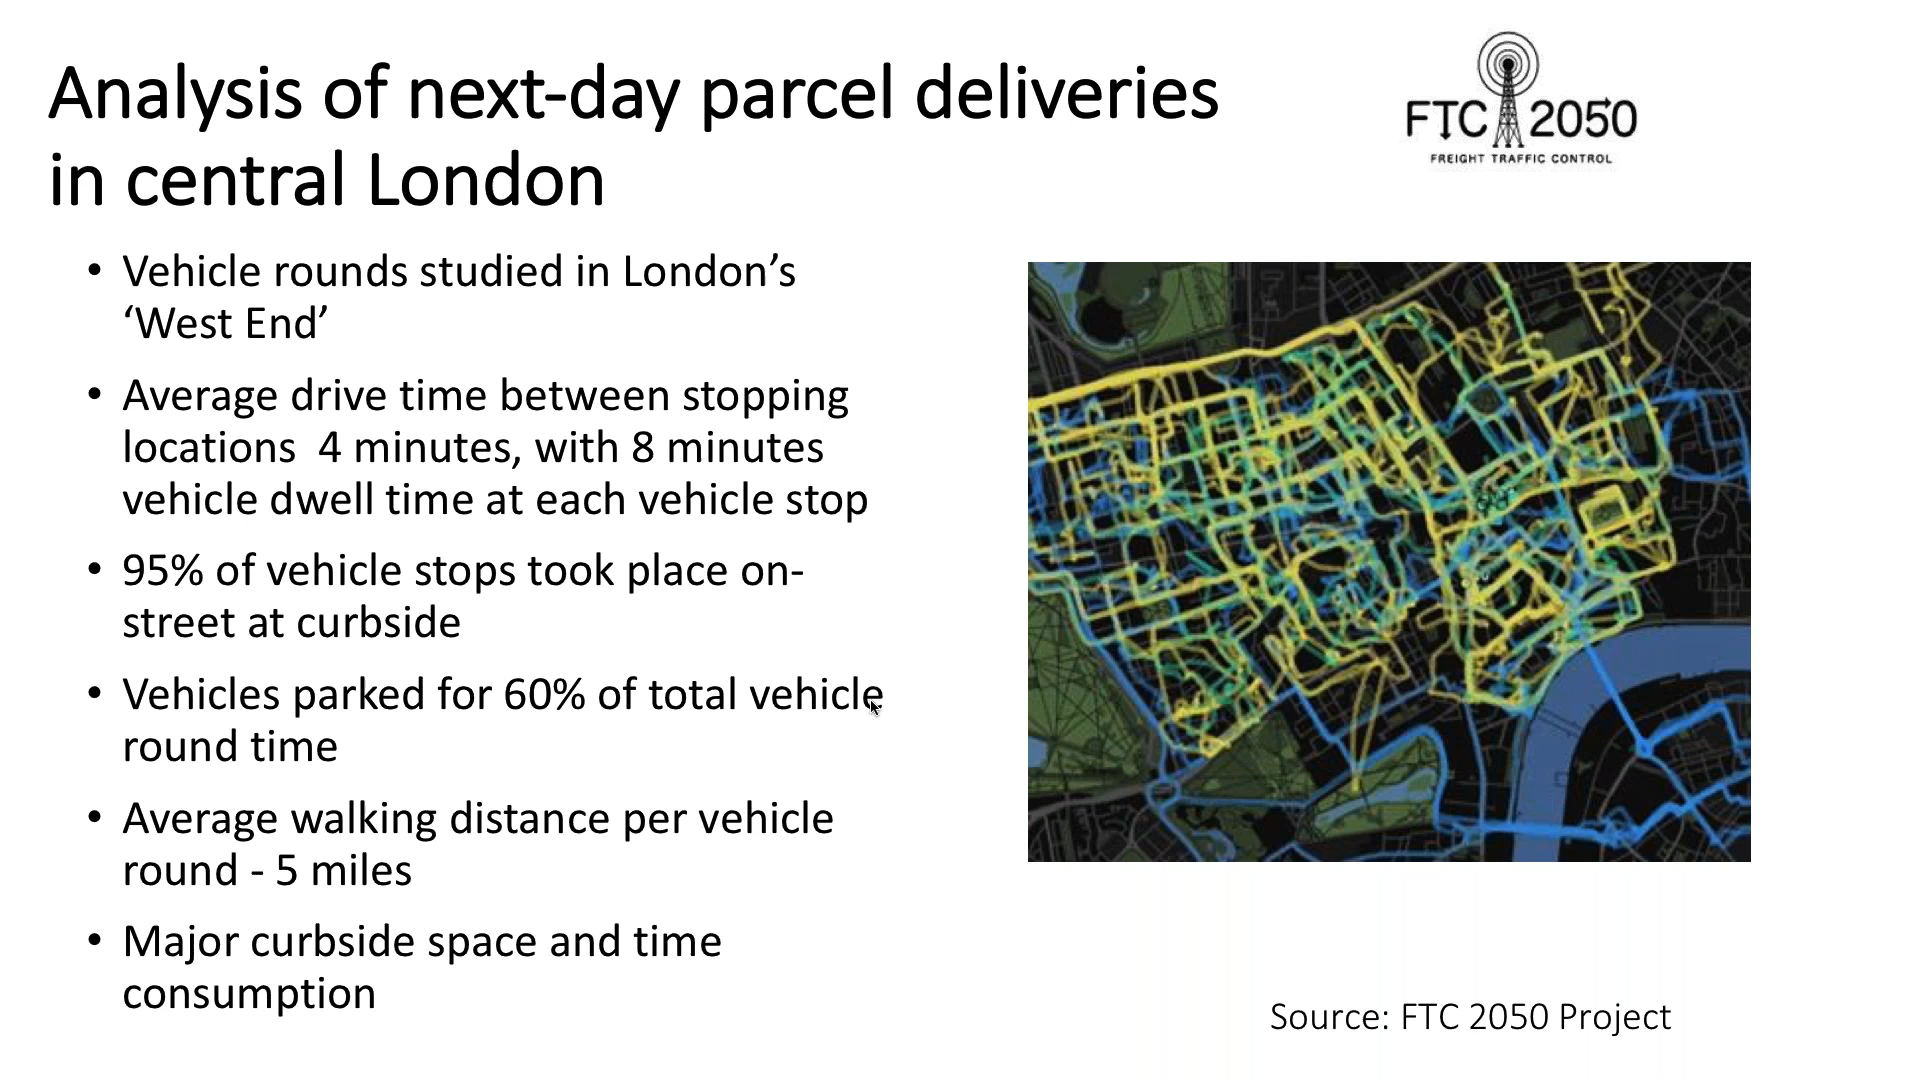 Analysis of next-day parcel deliveries
in central London
FTC 2050
FREIGHT TRAFFIC CONTROL
• Vehicle rounds studied in London’s
‘West End’
• Average drive time between stopping
locations  4 minutes, with 8 minutes
vehicle dwell time at each vehicle stop
• 95% of vehicle stops took place on-
street at curbside
• Vehicles parked for 60% of total vehicle
round time
• Average walking distance per vehicle
round - 5 miles
• Major curbside space and time
consumption
Source: FTC 2050 Project